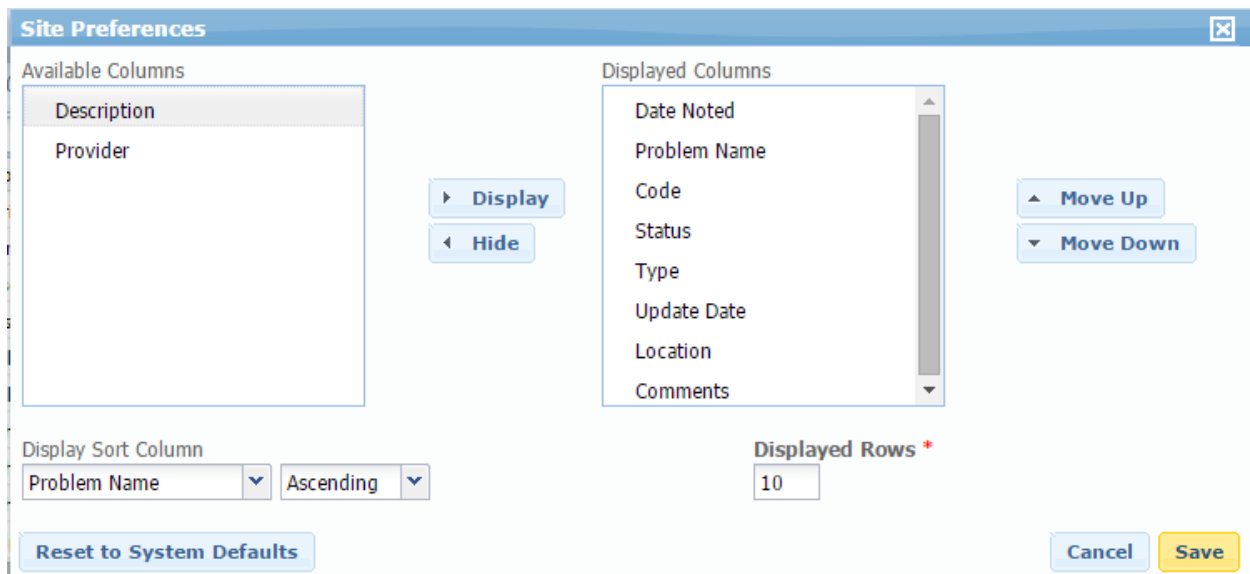 Site Preferences
Available Columns
Description
Provider
Display
Hide
Displayed Columns
Date Noted
Problem Name
Code
Status
Type
Update Date
Location
Comments
Move Up
Move Down
Display Sort Column
Problem Name
Ascending
Displayed Rows *
10
Reset to System Defaults
Cancel
Save